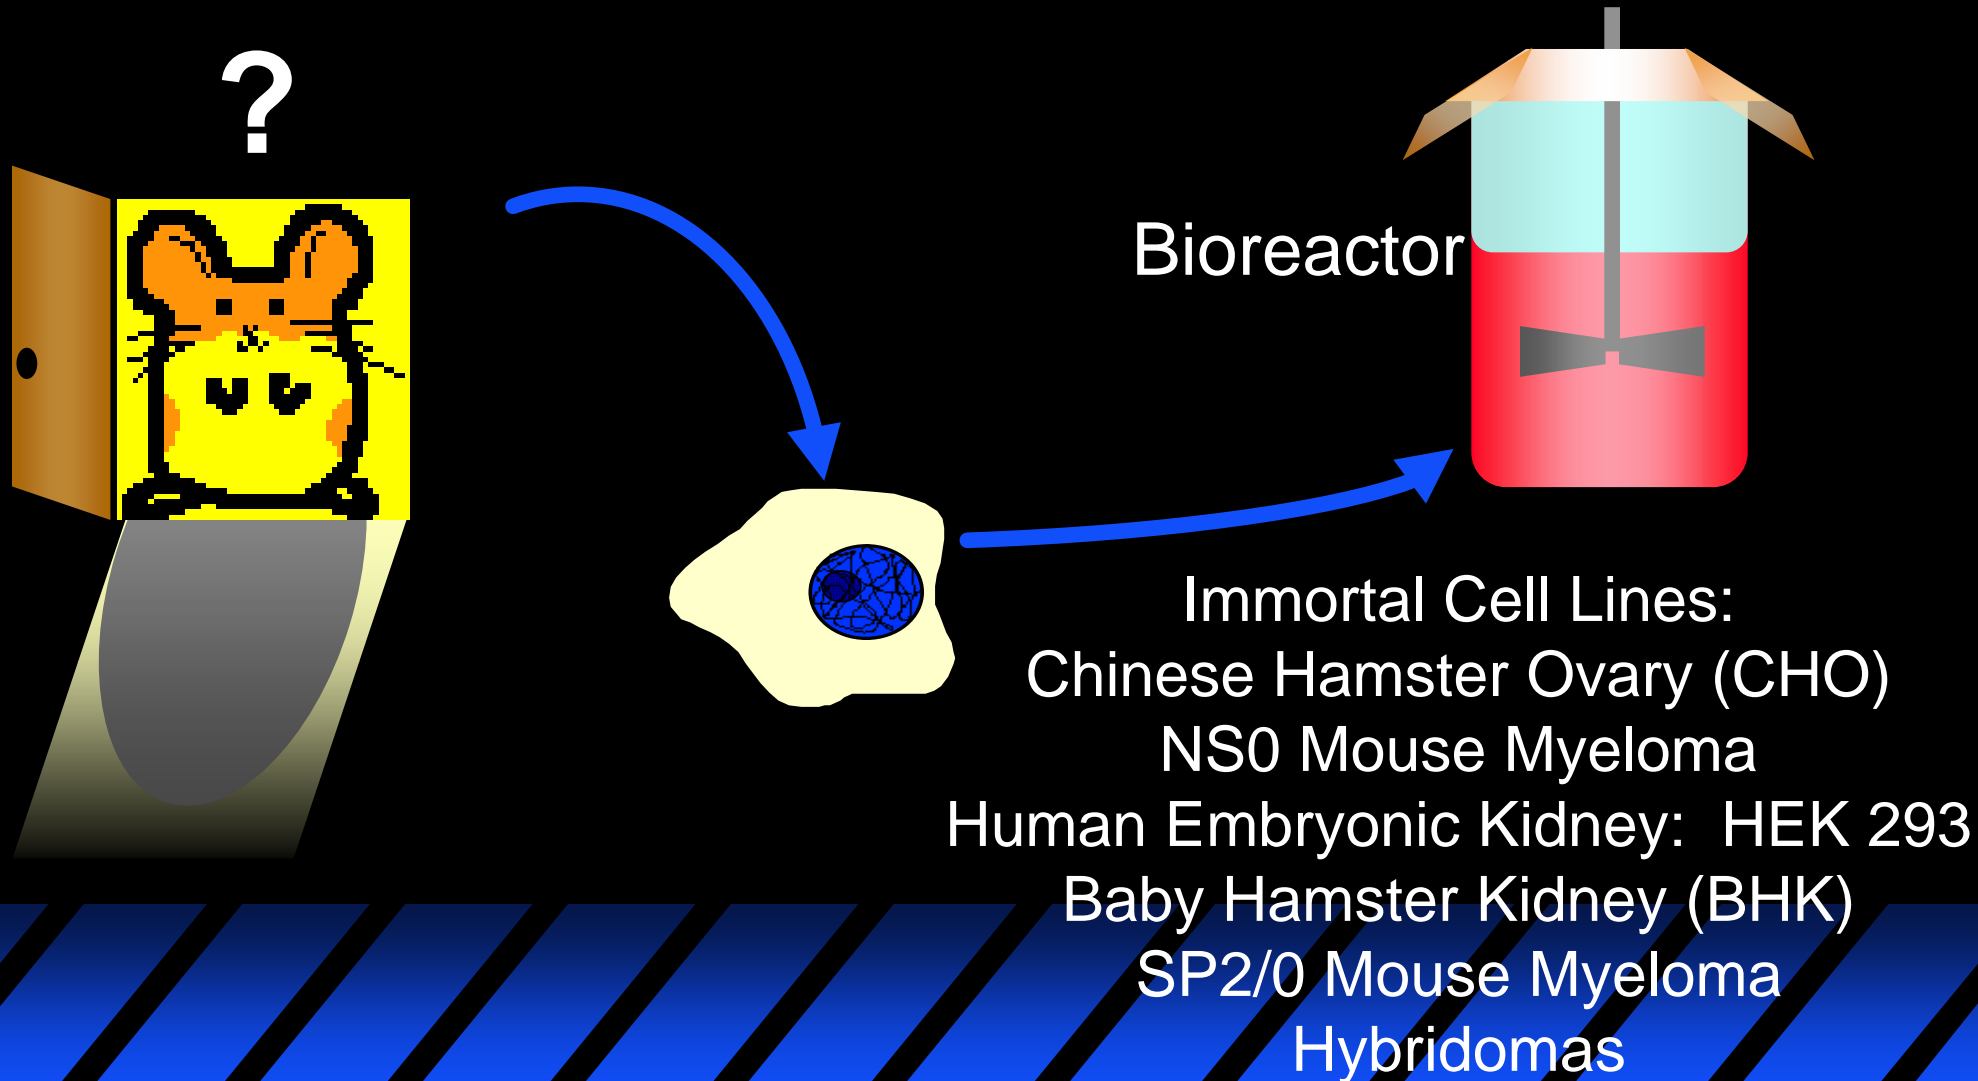 ?
Bioreactor
Immortal Cell Lines:
Chinese Hamster Ovary (CHO)
NS0 Mouse Myeloma
Human Embryonic Kidney:  HEK 293
Baby Hamster Kidney (BHK)
SP2/0 Mouse Myeloma
Hybridomas